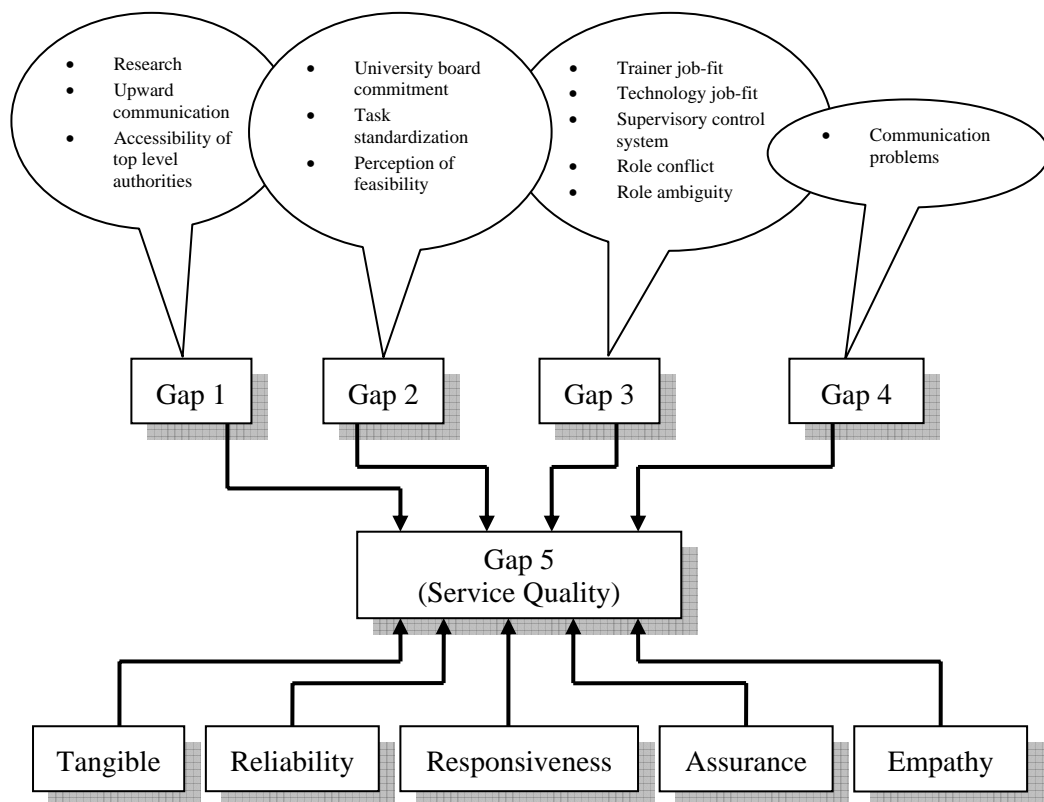 • Research
• Upward
communication
• Accessibility of
top level
authorities
• University board
commitment
• Task
standardization
• Perception of
feasibility
• Trainer job-fit
• Technology job-fit
• Supervisory control
system
• Role conflict
• Role ambiguity
• Communication
problems
Gap 1
Gap 2
Gap 3
Gap 4
Gap 5
(Service Quality)
Tangible
Reliability
Responsiveness
Assurance
Empathy